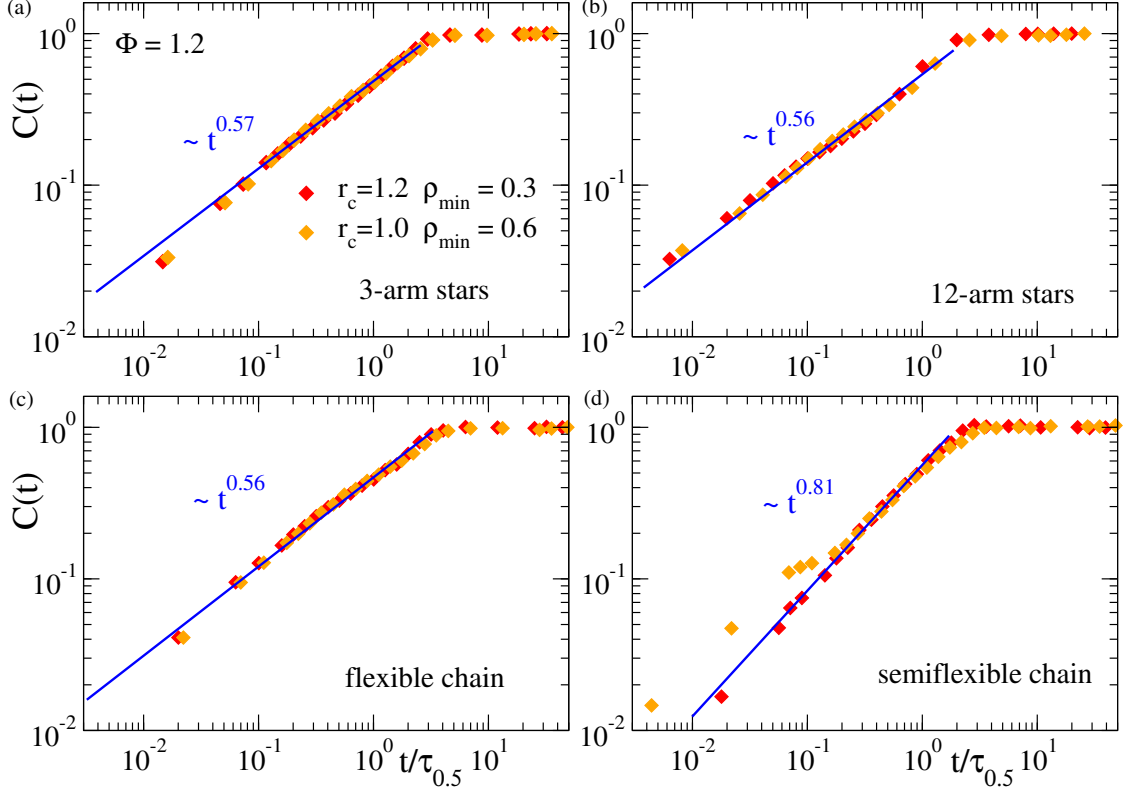 (a)
Φ = 1.2
C(t)
~ t^0.57
r_c=1.2 ρ_min = 0.3
r_c=1.0 ρ_min = 0.6
3-arm stars
10^0
10^-1
10^-2
10^-2 10^-1 10^0 10^1
(b)
~ t^0.56
12-arm stars
10^0
10^-1
10^-2
10^-2 10^-1 10^0 10^1
(c)
C(t)
~ t^0.56
flexible chain
10^0
10^-1
10^-2
10^-2 10^-1 10^0 t/τ_0.5 10^1
(d)
~ t^0.81
semiflexible chain
10^0
10^-1
10^-2
10^-2 10^-1 10^0 t/τ_0.5 10^1